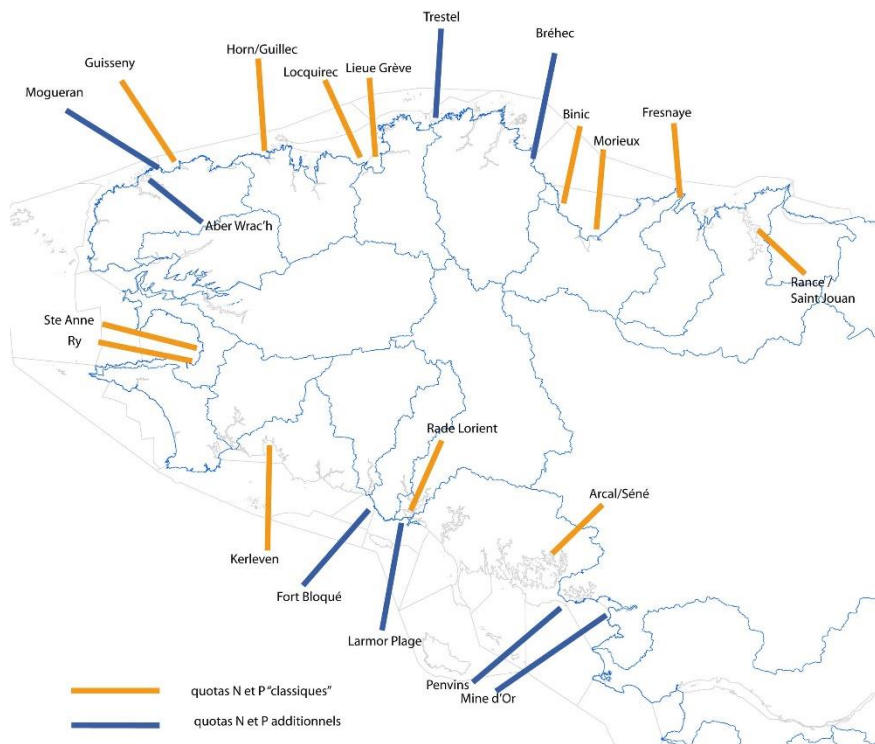 Trestel
Bréhec
Horn/Guillec
Guisseny
Locquirec
Lieue Grève
Mogueran
Binic
Morieux
Fresnaye
Aber Wrac'h
Rance /
Saint Jouan
Ste Anne
Ry
Rade Lorient
Arcal/Séné
Kerleven
Fort Bloqué
Larmor Plage
Penvins
Mine d'Or
quotas N et P "classiques"
quotas N et P additionnels